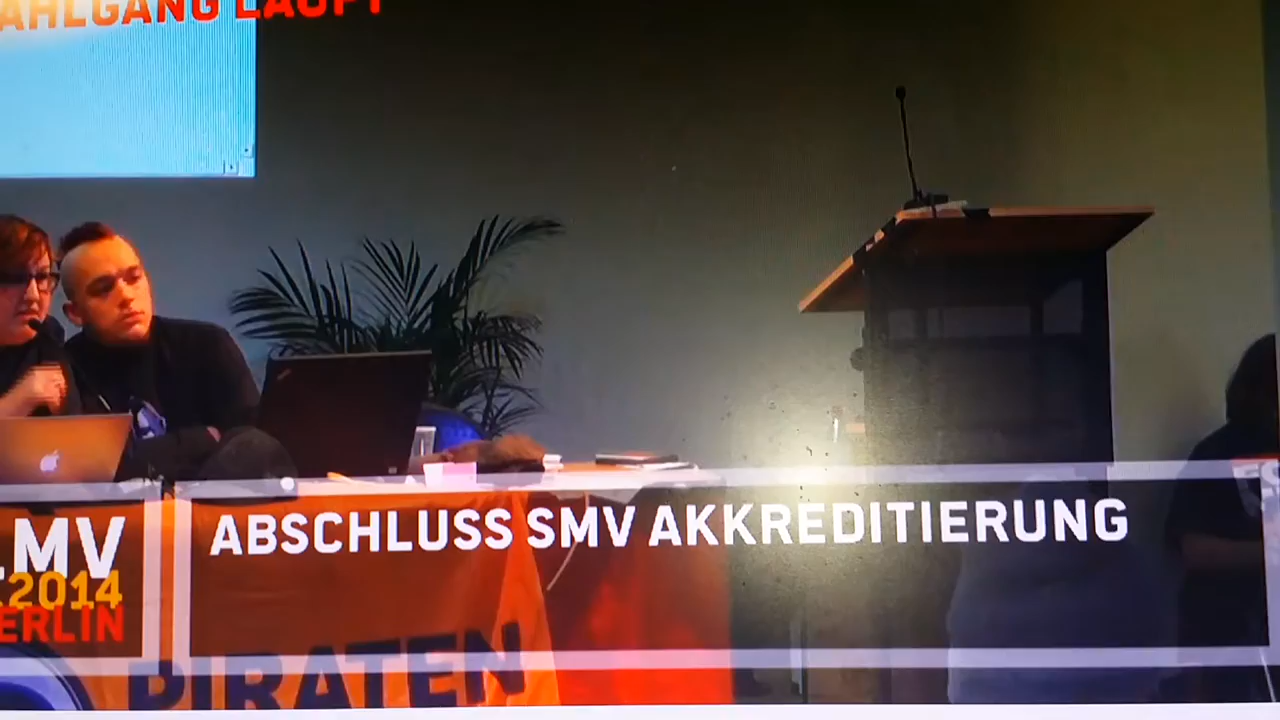 AHLGANG LÄUFT
.MV
2014
ERLIN
ABSCHLUSS SMV AKKREDITIERUNG
PIRATEN